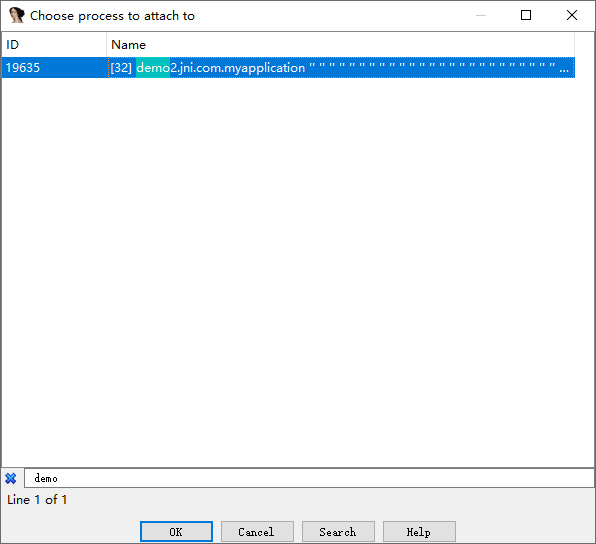 Choose process to attach to
ID Name
19635 [32] demo2.jni.com.myapplication "" "" "" "" "" "" "" "" "" "" "" "" "" "" "" "" "" "" "" "" "" "" "" "" "" ...
demo
Line 1 of 1
OK Cancel Search Help